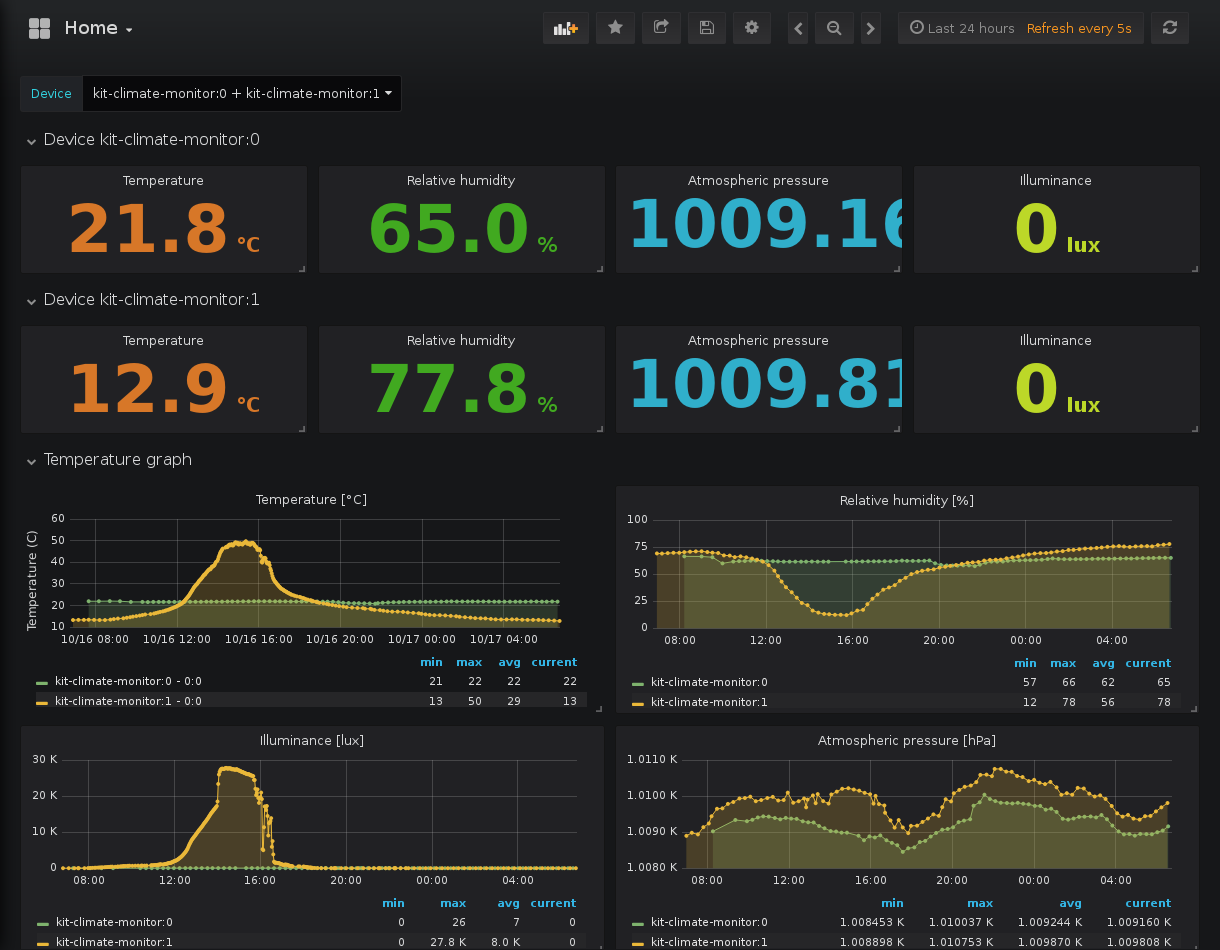 Home
Last 24 hours Refresh every 5s
Device kit-climate-monitor:0 + kit-climate-monitor:1
Device kit-climate-monitor:0
Temperature Relative humidity Atmospheric pressure Illuminance
21.8 °C 65.0 % 1009.16 0 lux
Device kit-climate-monitor:1
Temperature Relative humidity Atmospheric pressure Illuminance
12.9 °C 77.8 % 1009.81 0 lux
Temperature graph
Temperature [°C]
Temperature (C)
60
50
40
30
20
10
10/16 08:00 10/16 12:00 10/16 16:00 10/16 20:00 10/17 00:00 10/17 04:00
min max avg current
kit-climate-monitor:0 - 0:0 21 22 22 22
kit-climate-monitor:1 - 0:0 13 50 29 13
Relative humidity [%]
100
75
50
25
0
08:00 12:00 16:00 20:00 00:00 04:00
min max avg current
kit-climate-monitor:0 57 66 62 65
kit-climate-monitor:1 12 78 56 78
Illuminance [lux]
30 K
20 K
10 K
0
08:00 12:00 16:00 20:00 00:00 04:00
min max avg current
kit-climate-monitor:0 0 26 7 0
kit-climate-monitor:1 0 27.8 K 8.0 K 0
Atmospheric pressure [hPa]
1.0110 K
1.0100 K
1.0090 K
1.0080 K
08:00 12:00 16:00 20:00 00:00 04:00
min max avg current
kit-climate-monitor:0 1.008453 K 1.010037 K 1.009244 K 1.009160 K
kit-climate-monitor:1 1.008898 K 1.010753 K 1.009870 K 1.009808 K